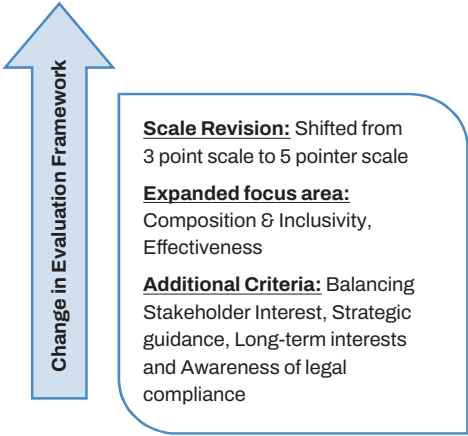 Change in Evaluation Framework
Scale Revision: Shifted from
3 point scale to 5 pointer scale
Expanded focus area:
Composition & Inclusivity,
Effectiveness
Additional Criteria: Balancing
Stakeholder Interest, Strategic
guidance, Long-term interests
and Awareness of legal
compliance